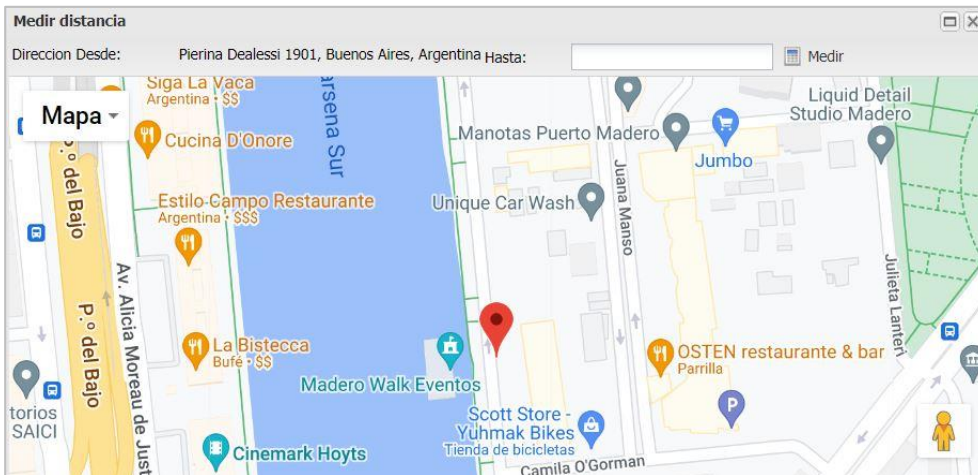 Medir distancia
Direccion Desde: Pierina Dealessi 1901, Buenos Aires, Argentina Hasta: Medir
Mapa
Siga La Vaca
Argentina • $$
Cucina D'Onore
Estilo Campo Restaurante
Argentina • $$$
La Bistecca
Bufé • $$
Madero Walk Eventos
Cinemark Hoyts
torios
SAICI
P.º del Bajo
P.º del Bajo
Av. Alicia Moreau de Just
arsena Sur
Manotas Puerto Madero
Jumbo
Liquid Detail
Studio Madero
Unique Car Wash
Juana Manso
Julieta Lanteri
OSTEN restaurante & bar
Parrilla
P
Scott Store -
Yuhmak Bikes
Tienda de bicicletas
Camila O'Gorman